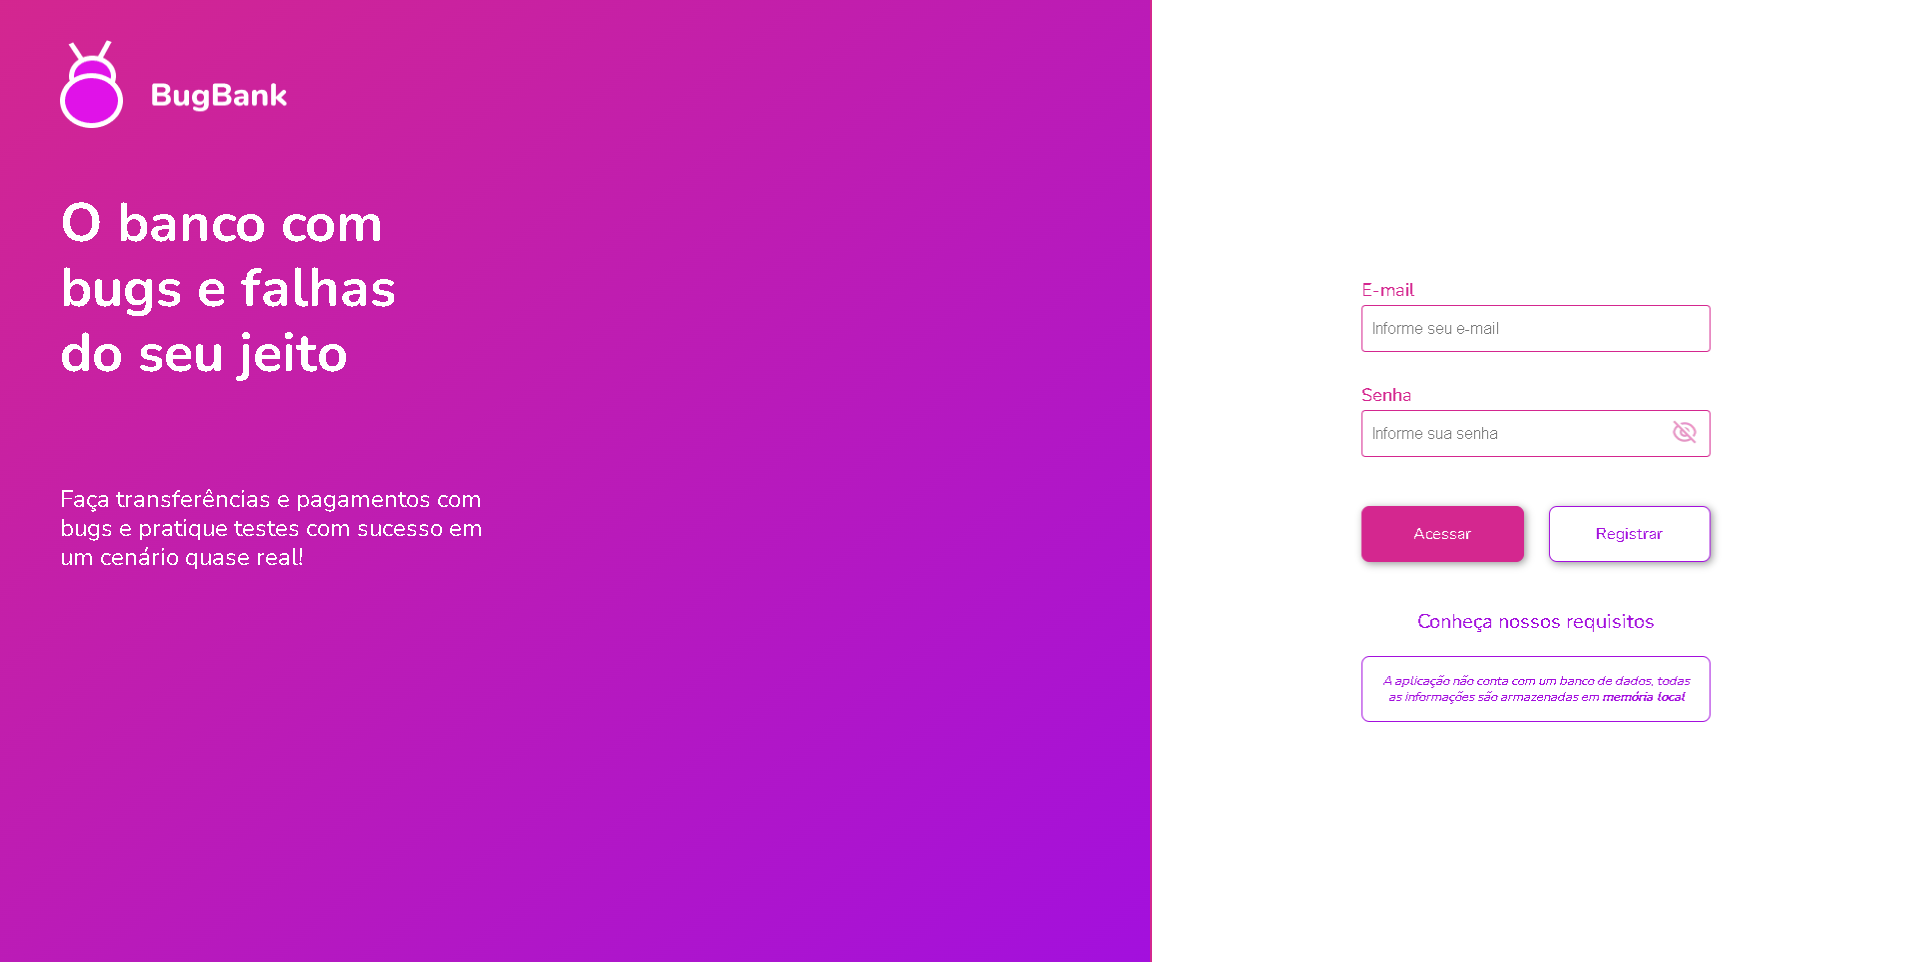 BugBank
O banco com
bugs e falhas
do seu jeito
Faça transferências e pagamentos com
bugs e pratique testes com sucesso em
um cenário quase real!
E-mail
Informe seu e-mail
Senha
Informe sua senha
Acessar
Registrar
Conheça nossos requisitos
A aplicação não conta com um banco de dados, todas
as informações são armazenadas em memória local